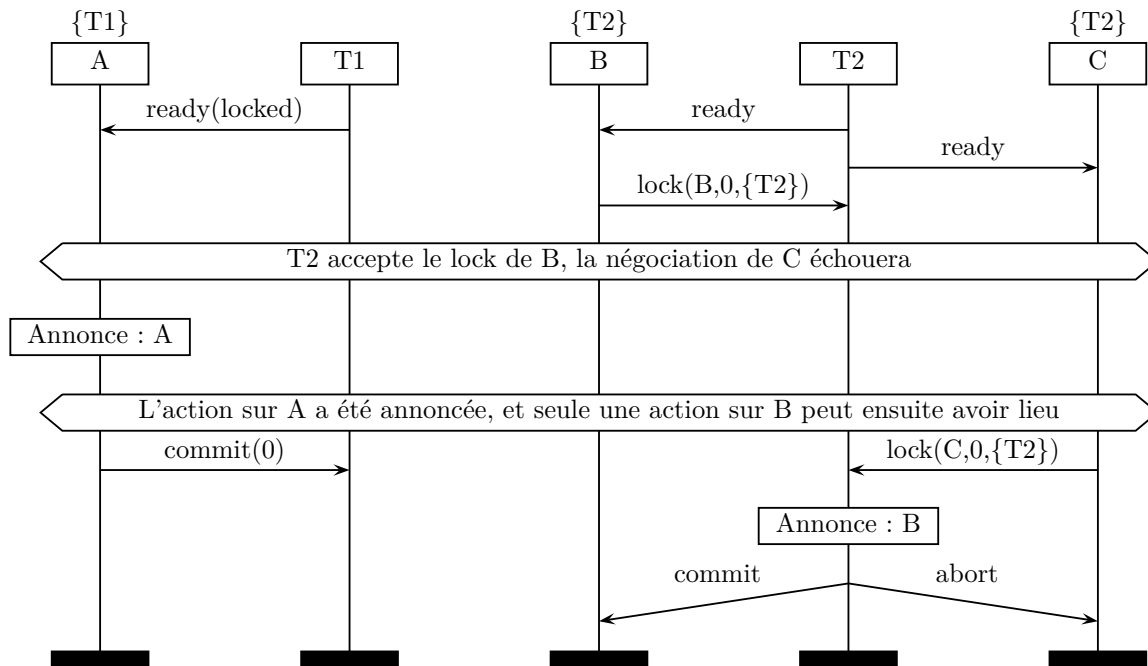 {T1} {T2} {T2}
A T1 B T2 C
ready(locked) ready
ready
lock(B,0,{T2})
T2 accepte le lock de B, la négociation de C échouera
Annonce : A
L'action sur A a été annoncée, et seule une action sur B peut ensuite avoir lieu
commit(0) lock(C,0,{T2})
Annonce : B
commit abort